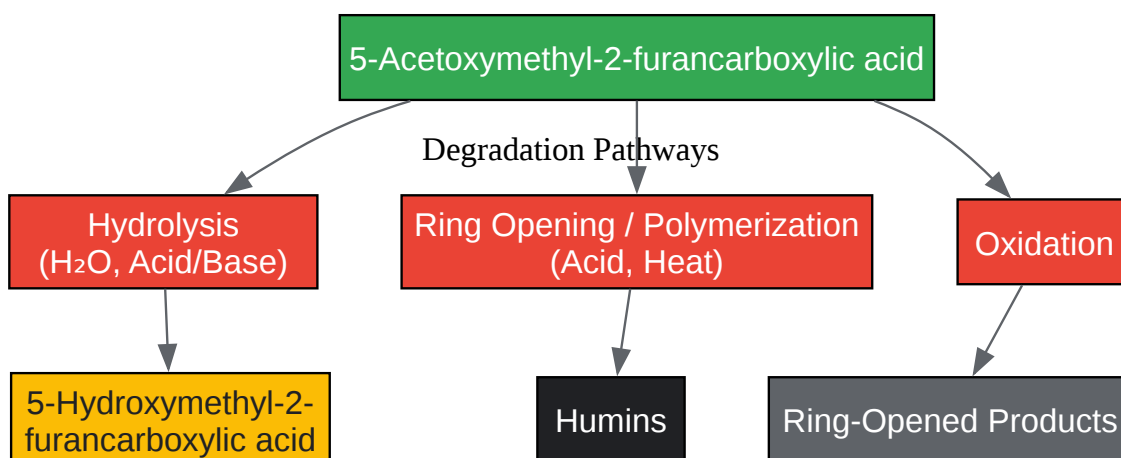 5-Acetoxymethyl-2-furancarboxylic acid
Degradation Pathways
Hydrolysis
(H₂O, Acid/Base)
Ring Opening / Polymerization
(Acid, Heat)
Oxidation
5-Hydroxymethyl-2-
furancarboxylic acid
Humins
Ring-Opened Products